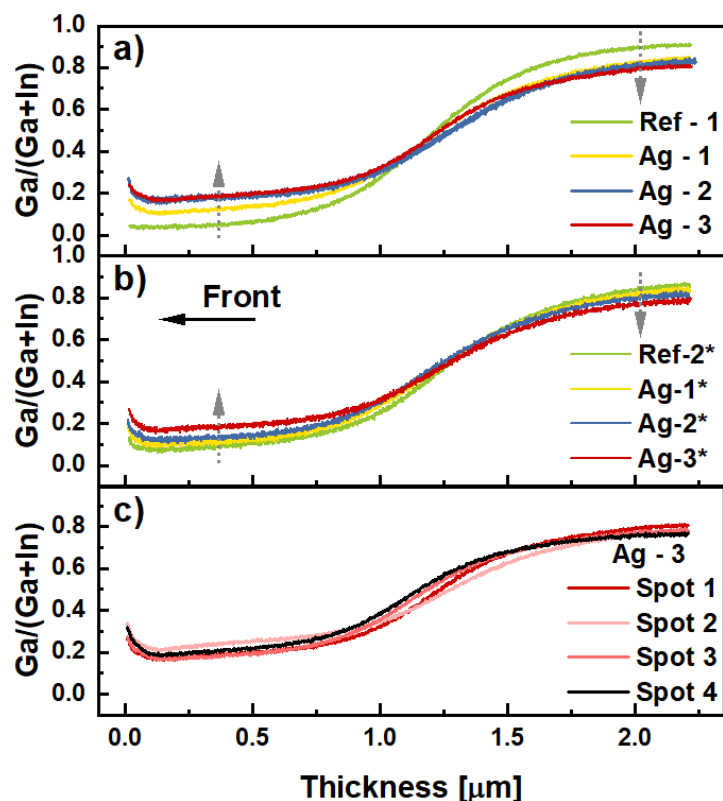 a)
Ga/(Ga+In)
1.0
0.8
0.6
0.4
0.2
0.0
Ref - 1
Ag - 1
Ag - 2
Ag - 3
b)
Front
Ga/(Ga+In)
1.0
0.8
0.6
0.4
0.2
0.0
Ref-2*
Ag-1*
Ag-2*
Ag-3*
c)
Ga/(Ga+In)
0.8
0.6
0.4
0.2
0.0
Ag - 3
Spot 1
Spot 2
Spot 3
Spot 4
0.0 0.5 1.0 1.5 2.0
Thickness [μm]